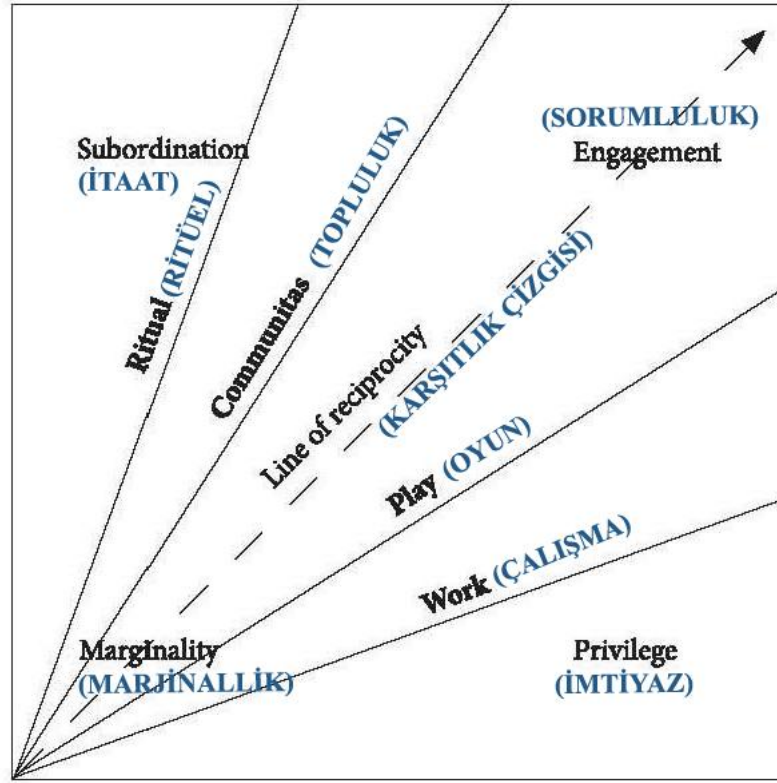 (SORUMLULUK)
Engagement
Subordination
(İTAAT)
Ritual (RİTÜEL)
Communitas (TOPLULUK)
Line of reciprocity
(KARŞITLIK ÇİZGİSİ)
Play (OYUN)
Work (ÇALIŞMA)
Marginality
(MARJİNALLİK)
Privilege
(İMTİYAZ)